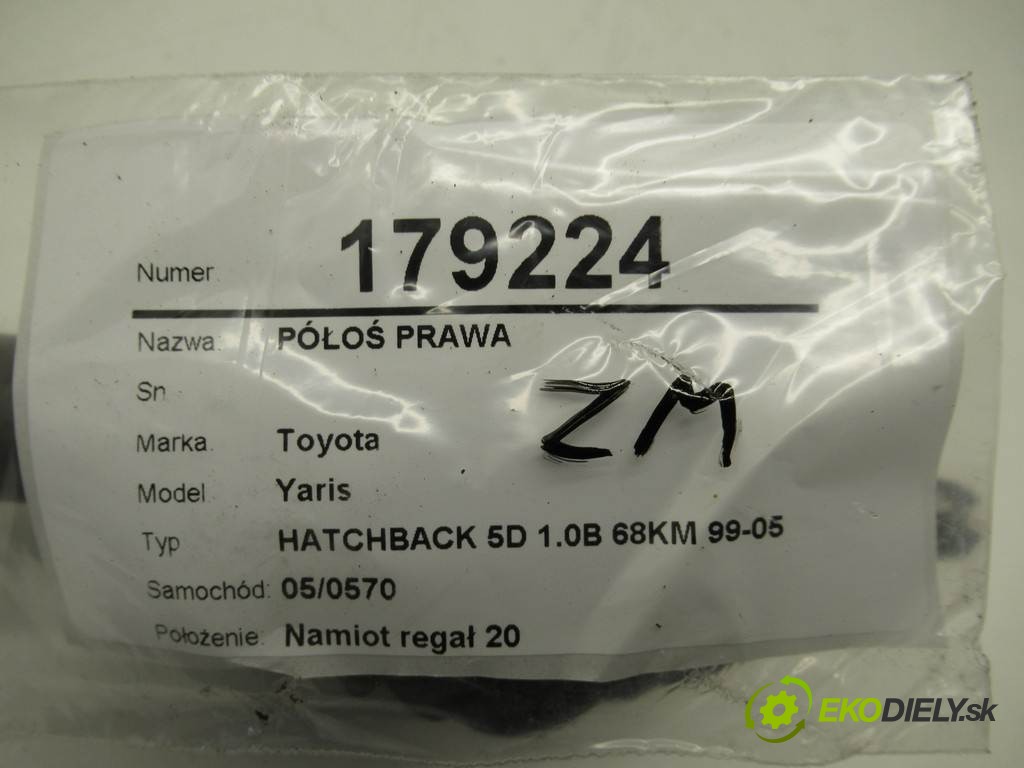 Numer: 179224
Nazwa: PÓŁOŚ PRAWA
Sn
ZM
Marka: Toyota
Model Yaris
Typ HATCHBACK 5D 1.0B 68KM 99-05
Samochód: 05/0570
Położenie: Namiot regał 20
EKODIELY.sk